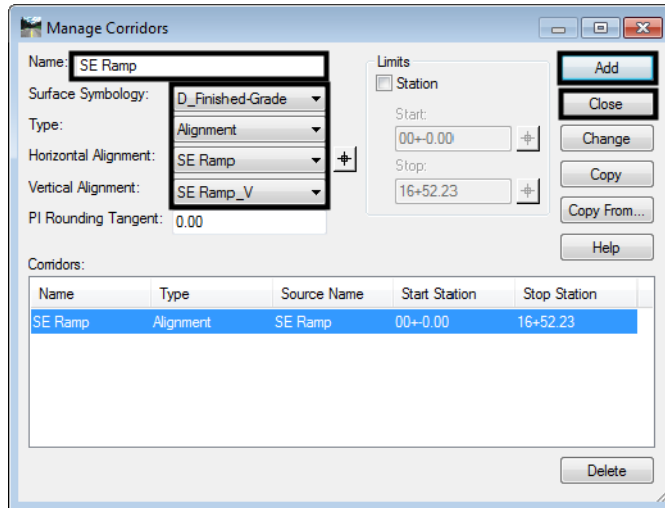 Manage Corridors
Name: SE Ramp
Surface Symbology: D_Finished-Grade
Type: Alignment
Horizontal Alignment: SE Ramp
Vertical Alignment: SE Ramp_V
PI Rounding Tangent: 0.00
Limits
Station
Start:
00+-0.00
Stop:
16+52.23
Add
Close
Change
Copy
Copy From...
Help
Corridors:
Name Type Source Name Start Station Stop Station
SE Ramp Alignment SE Ramp 00+-0.00 16+52.23
Delete